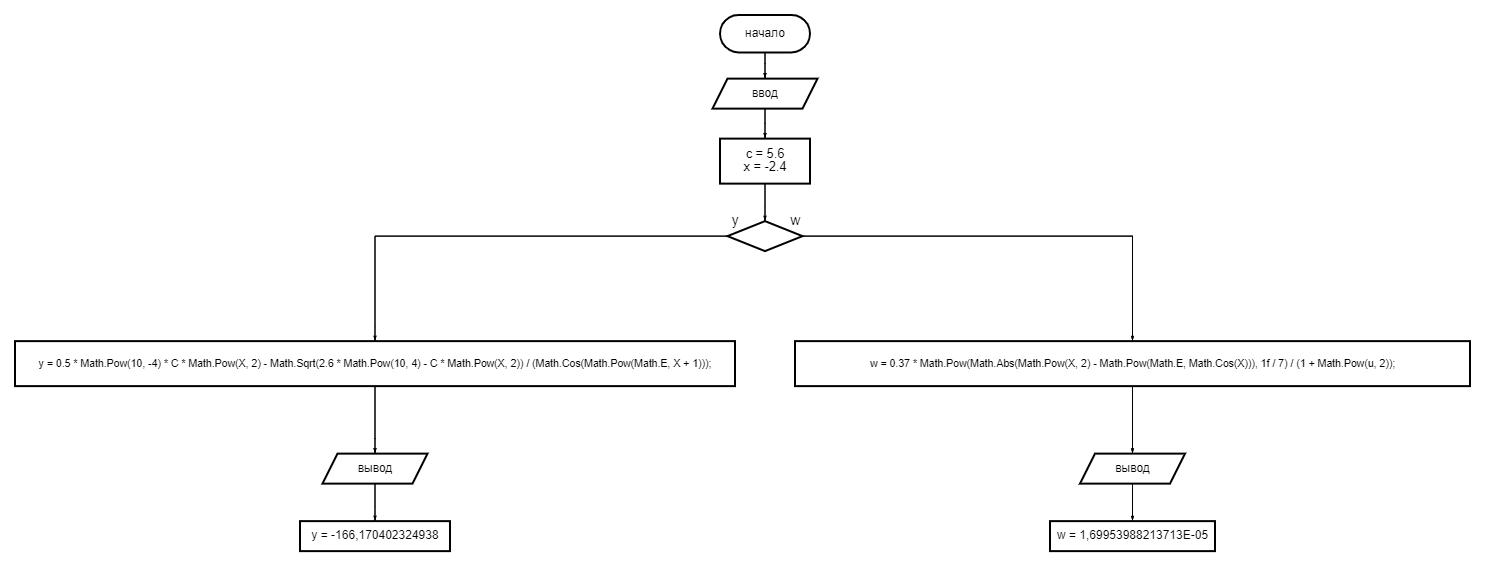 начало
ввод
c = 5.6
x = -2.4
y
w
y = 0.5 * Math.Pow(10, -4) * C * Math.Pow(X, 2) - Math.Sqrt(2.6 * Math.Pow(10, 4) - C * Math.Pow(X, 2)) / (Math.Cos(Math.Pow(Math.E, X + 1)));
w = 0.37 * Math.Pow(Math.Abs(Math.Pow(X, 2) - Math.Pow(Math.E, Math.Cos(X))), 1f / 7) / (1 + Math.Pow(u, 2));
вывод
вывод
y = -166,170402324938
w = 1,69953988213713E-05